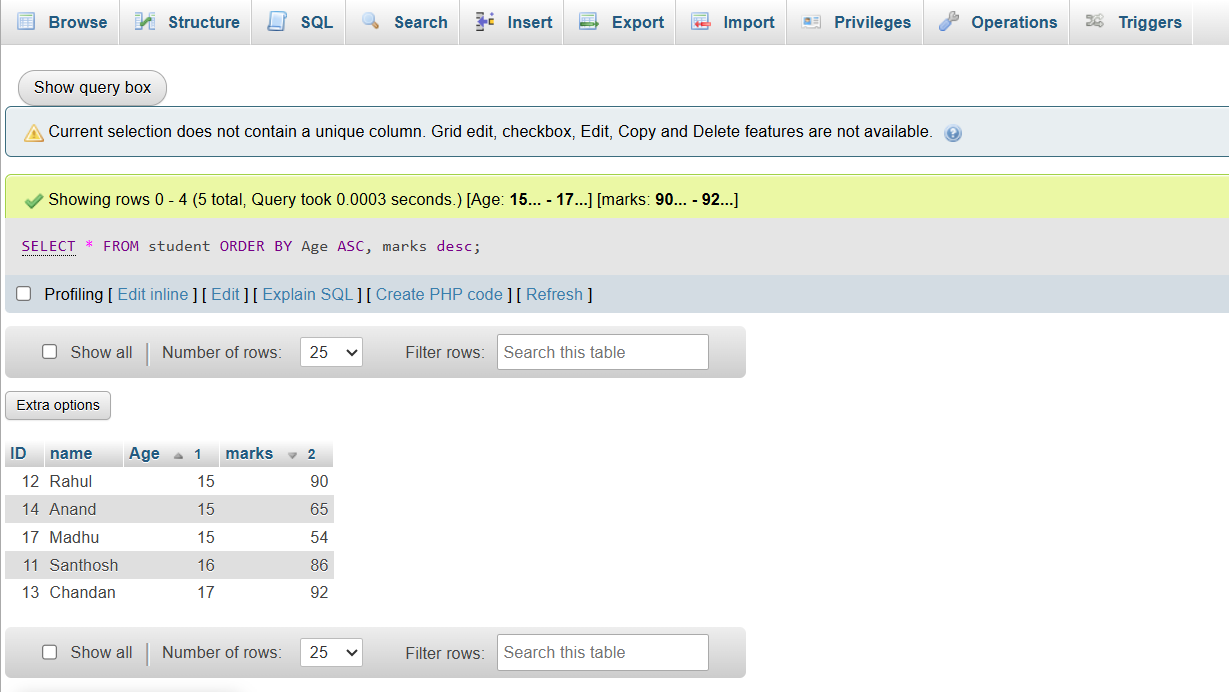 Browse Structure SQL Search Insert Export Import Privileges Operations Triggers
Show query box
Current selection does not contain a unique column. Grid edit, checkbox, Edit, Copy and Delete features are not available.
Showing rows 0 - 4 (5 total, Query took 0.0003 seconds.) [Age: 15... - 17...] [marks: 90... - 92...]
SELECT * FROM student ORDER BY Age ASC, marks desc;
Profiling [ Edit inline ] [ Edit ] [ Explain SQL ] [ Create PHP code ] [ Refresh ]
Show all Number of rows: 25 Filter rows: Search this table
Extra options
ID name Age 1 marks 2
12 Rahul 15 90
14 Anand 15 65
17 Madhu 15 54
11 Santhosh 16 86
13 Chandan 17 92
Show all Number of rows: 25 Filter rows: Search this table